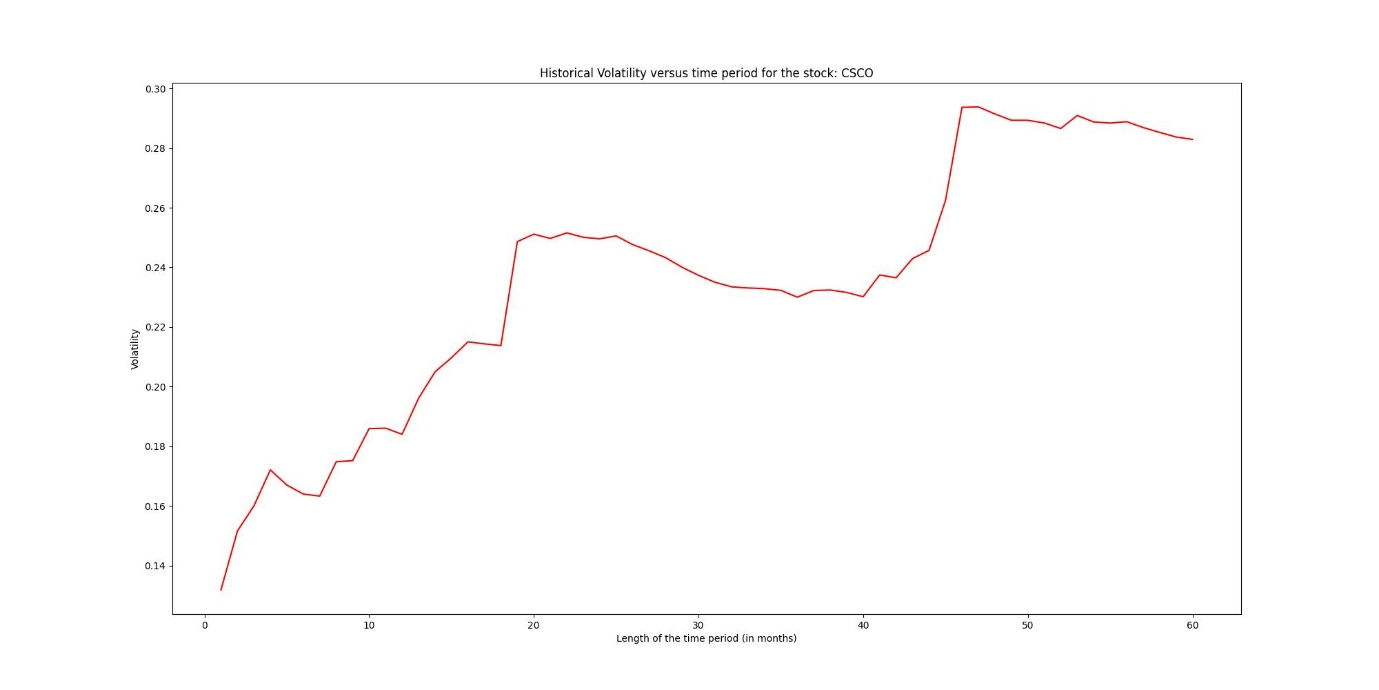 Historical Volatility versus time period for the stock: CSCO
0.30
0.28
0.26
0.24
0.22
0.20
0.18
0.16
0.14
Volatility
0 10 20 30 40 50 60
Length of the time period (in months)